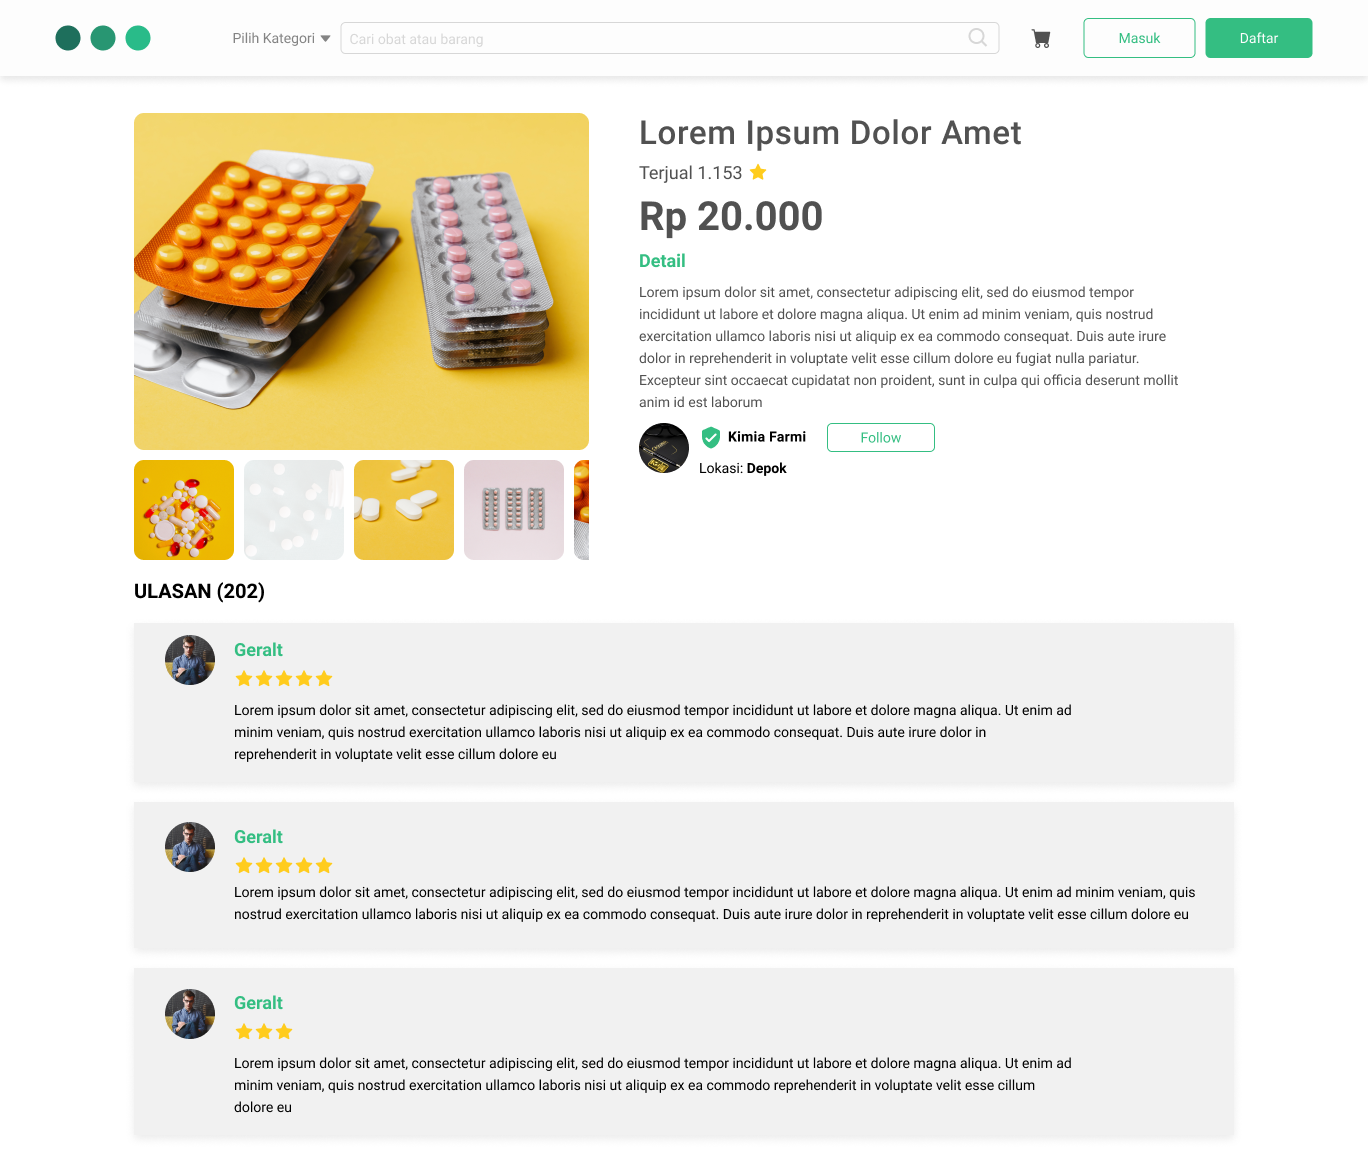 Pilih Kategori
Cari obat atau barang
Masuk
Daftar
Lorem Ipsum Dolor Amet
Terjual 1.153
Rp 20.000
Detail
Lorem ipsum dolor sit amet, consectetur adipiscing elit, sed do eiusmod tempor
incididunt ut labore et dolore magna aliqua. Ut enim ad minim veniam, quis nostrud
exercitation ullamco laboris nisi ut aliquip ex ea commodo consequat. Duis aute irure
dolor in reprehenderit in voluptate velit esse cillum dolore eu fugiat nulla pariatur.
Excepteur sint occaecat cupidatat non proident, sunt in culpa qui officia deserunt mollit
anim id est laborum
Kimia Farmi
Follow
Lokasi: Depok
ULASAN (202)
Geralt
Lorem ipsum dolor sit amet, consectetur adipiscing elit, sed do eiusmod tempor incididunt ut labore et dolore magna aliqua. Ut enim ad
minim veniam, quis nostrud exercitation ullamco laboris nisi ut aliquip ex ea commodo consequat. Duis aute irure dolor in
reprehenderit in voluptate velit esse cillum dolore eu
Geralt
Lorem ipsum dolor sit amet, consectetur adipiscing elit, sed do eiusmod tempor incididunt ut labore et dolore magna aliqua. Ut enim ad minim veniam, quis
nostrud exercitation ullamco laboris nisi ut aliquip ex ea commodo consequat. Duis aute irure dolor in reprehenderit in voluptate velit esse cillum dolore eu
Geralt
Lorem ipsum dolor sit amet, consectetur adipiscing elit, sed do eiusmod tempor incididunt ut labore et dolore magna aliqua. Ut enim ad
minim veniam, quis nostrud exercitation ullamco laboris nisi ut aliquip ex ea commodo reprehenderit in voluptate velit esse cillum
dolore eu